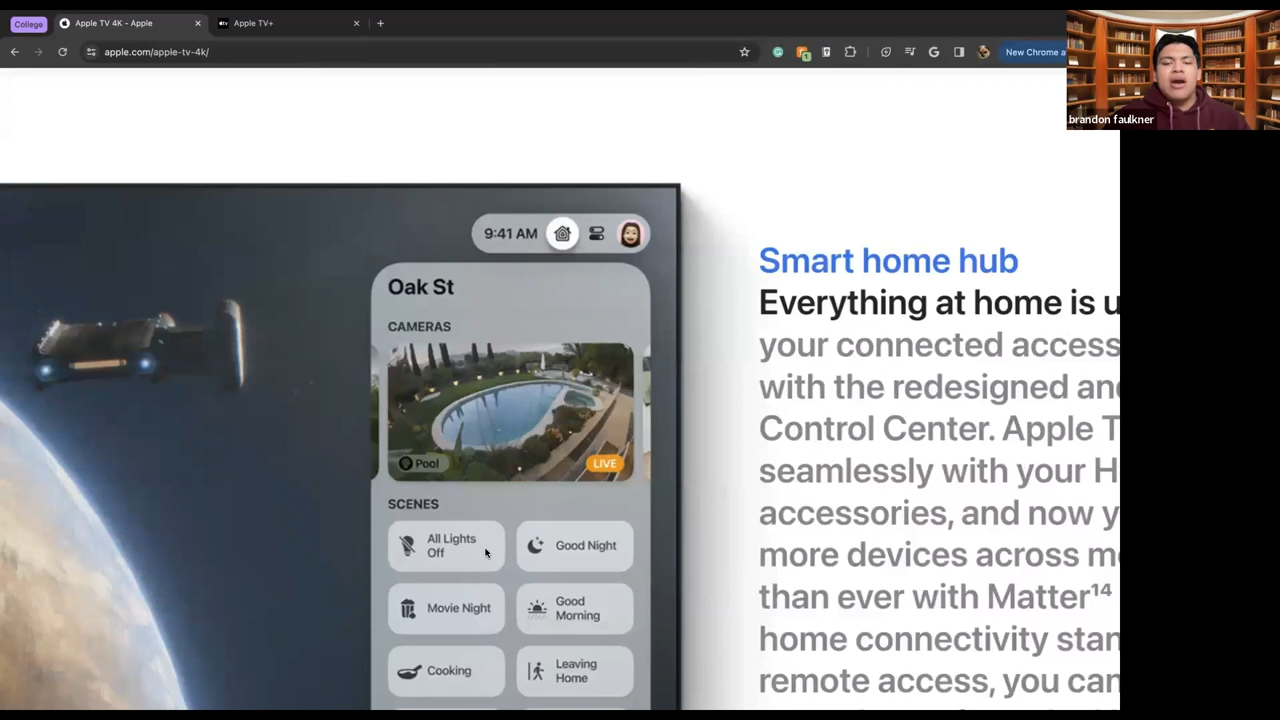 College
Apple TV 4K - Apple
Apple TV+
apple.com/apple-tv-4k/
New Chrome
brandon faulkner
9:41 AM
Oak St
CAMERAS
Pool
LIVE
SCENES
All Lights
Off
Good Night
Movie Night
Good
Morning
Cooking
Leaving
Home
Smart home hub
Everything at home is u
your connected access
with the redesigned an
Control Center. Apple T
seamlessly with your H
accessories, and now y
more devices across m
than ever with Matter¹⁴
home connectivity stan
remote access, you can